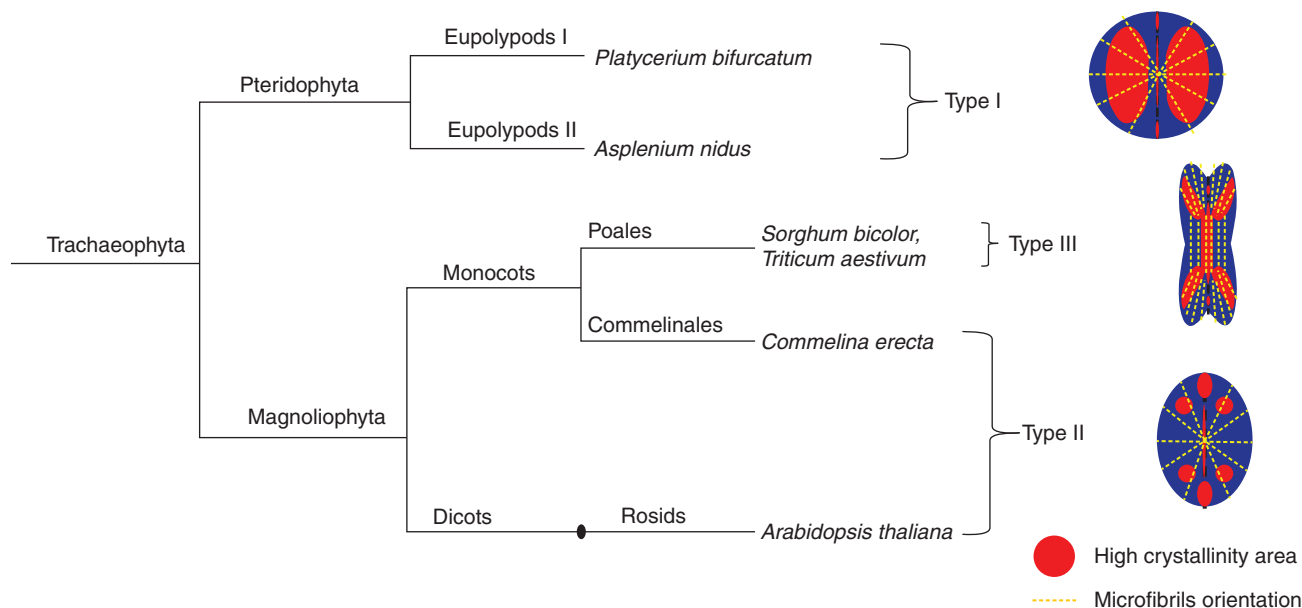 Eupolypods I
Platycerium bifurcatum
Pteridophyta
Type I
Eupolypods II
Asplenium nidus
Trachaeophyta
Poales
Sorghum bicolor,
Triticum aestivum
Type III
Monocots
Commelinales
Commelina erecta
Magnoliophyta
Type II
Dicots
Rosids
Arabidopsis thaliana
High crystallinity area
Microfibrils orientation